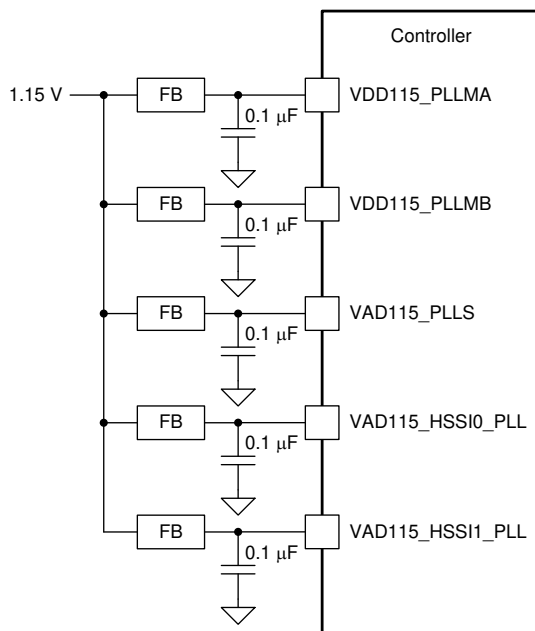 Controller
1.15 V
FB
VDD115_PLLMA
0.1 μF
FB
VDD115_PLLMB
0.1 μF
FB
VAD115_PLLS
0.1 μF
FB
VAD115_HSSI0_PLL
0.1 μF
FB
VAD115_HSSI1_PLL
0.1 μF